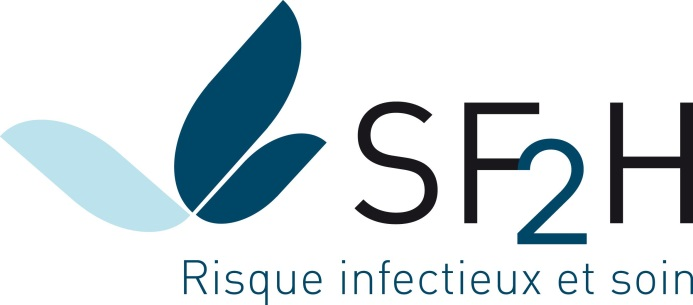 SF2H
Risque infectieux et soin